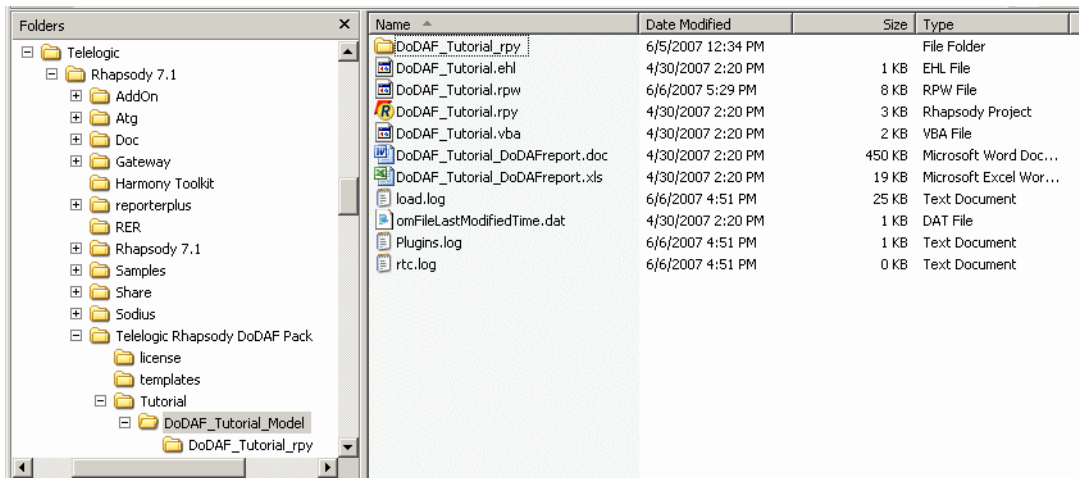 Folders
Telelogic
Rhapsody 7.1
AddOn
Atg
Doc
Gateway
Harmony Toolkit
reporterplus
RER
Rhapsody 7.1
Samples
Share
Sodius
Telelogic Rhapsody DoDAF Pack
license
templates
Tutorial
DoDAF_Tutorial_Model
DoDAF_Tutorial_rpy
Name Date Modified Size Type
DoDAF_Tutorial_rpy 6/5/2007 12:34 PM File Folder
DoDAF_Tutorial.ehl 4/30/2007 2:20 PM 1 KB EHL File
DoDAF_Tutorial.rpw 6/6/2007 5:29 PM 8 KB RPW File
DoDAF_Tutorial.rpy 4/30/2007 2:20 PM 3 KB Rhapsody Project
DoDAF_Tutorial.vba 4/30/2007 2:20 PM 2 KB VBA File
DoDAF_Tutorial_DoDAFreport.doc 4/30/2007 2:20 PM 450 KB Microsoft Word Doc...
DoDAF_Tutorial_DoDAFreport.xls 4/30/2007 2:20 PM 19 KB Microsoft Excel Wor...
load.log 6/6/2007 4:51 PM 25 KB Text Document
omFileLastModifiedTime.dat 4/30/2007 2:20 PM 1 KB DAT File
Plugins.log 6/6/2007 4:51 PM 1 KB Text Document
rtc.log 6/6/2007 4:51 PM 0 KB Text Document